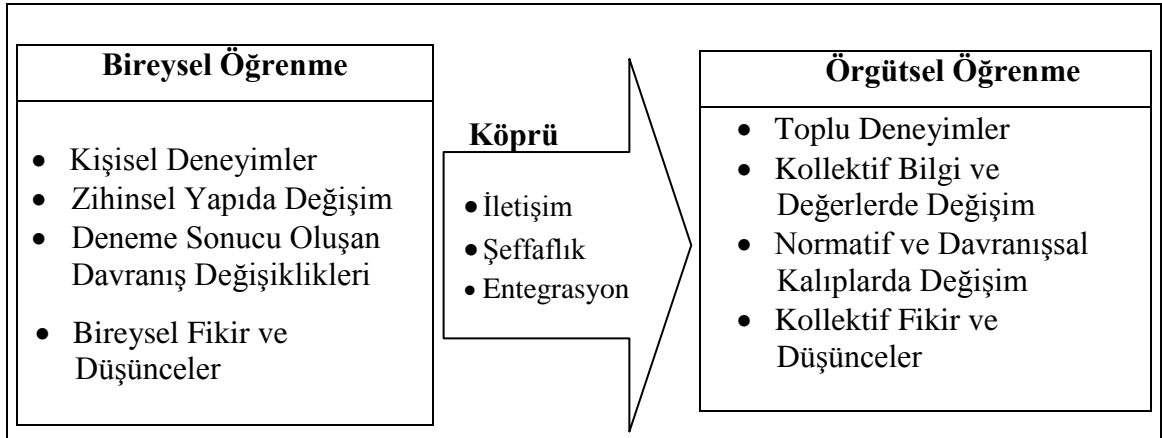 Bireysel Öğrenme
• Kişisel Deneyimler
• Zihinsel Yapıda Değişim
• Deneme Sonucu Oluşan
Davranış Değişiklikleri
• Bireysel Fikir ve
Düşünceler
Köprü
• İletişim
• Şeffaflık
• Entegrasyon
Örgütsel Öğrenme
• Toplu Deneyimler
• Kollektif Bilgi ve
Değerlerde Değişim
• Normatif ve Davranışsal
Kalıplarda Değişim
• Kollektif Fikir ve
Düşünceler